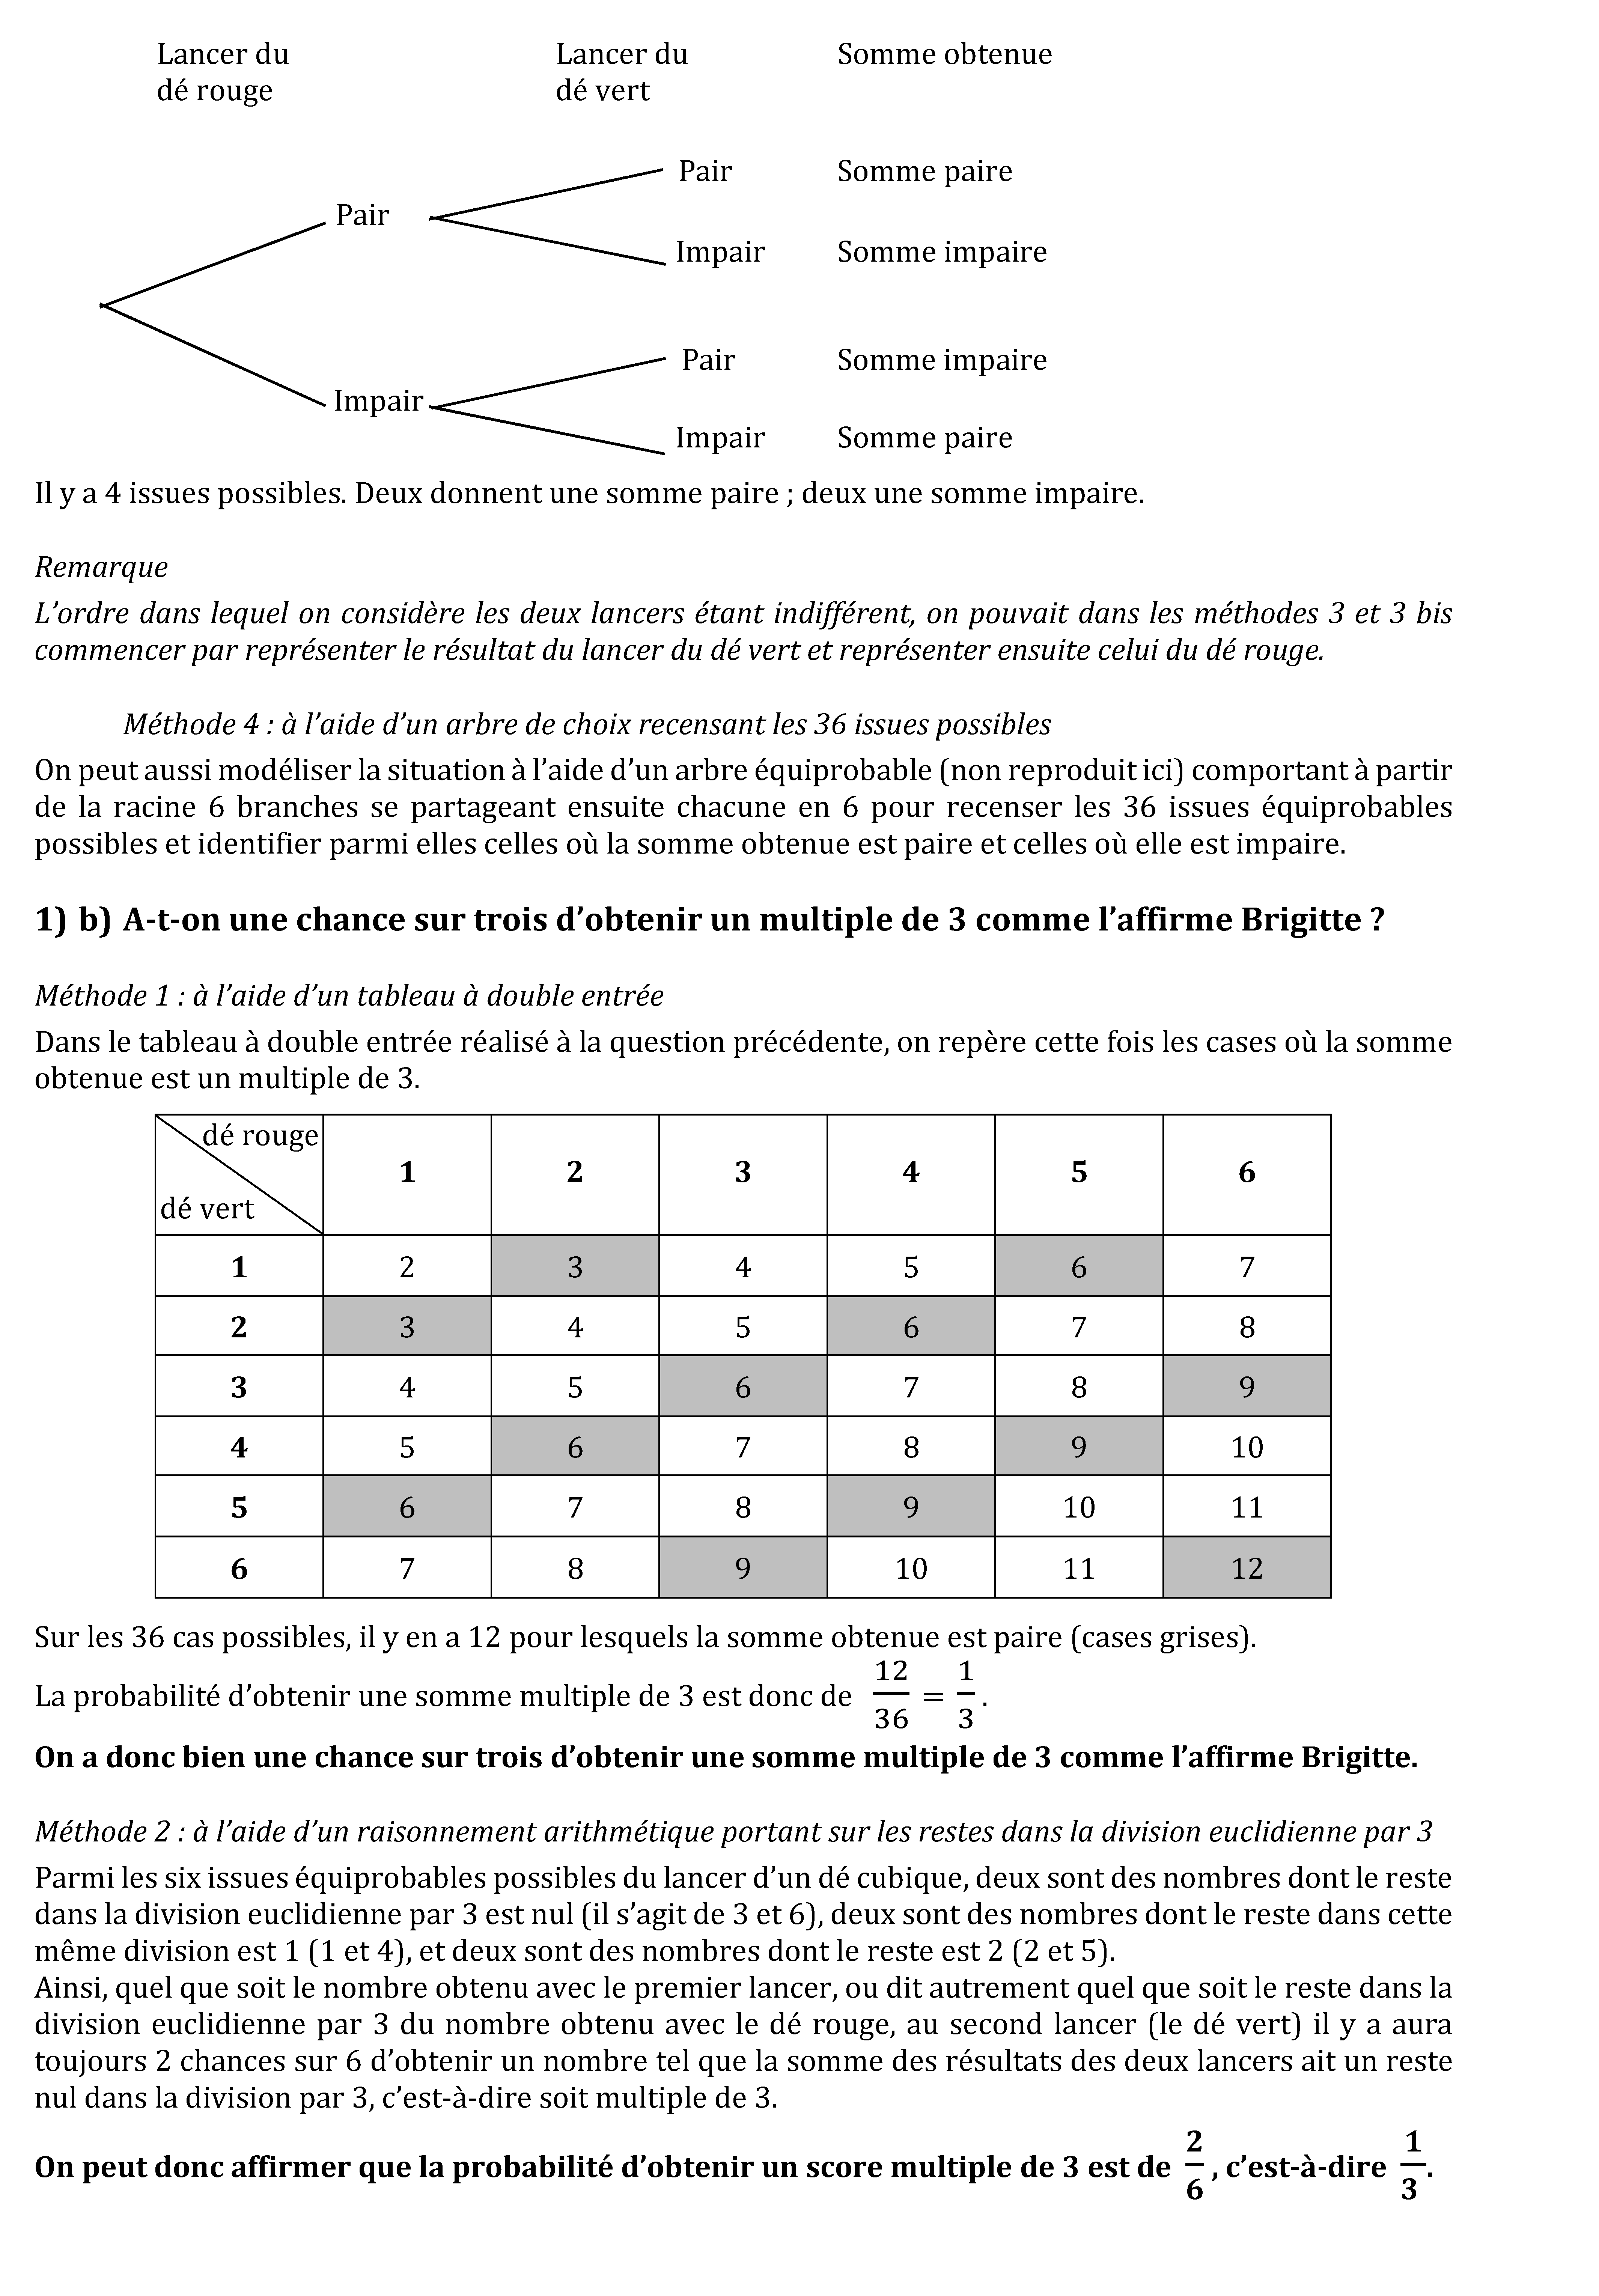 Lancer du Lancer du Somme obtenue
dé rouge dé vert
Pair Somme paire
Pair
Impair Somme impaire
Pair Somme impaire
Impair
Impair Somme paire
Il y a 4 issues possibles. Deux donnent une somme paire ; deux une somme impaire.
Remarque
L’ordre dans lequel on considère les deux lancers étant indifférent, on pouvait dans les méthodes 3 et 3 bis
commencer par représenter le résultat du lancer du dé vert et représenter ensuite celui du dé rouge.
Méthode 4 : à l’aide d’un arbre de choix recensant les 36 issues possibles
On peut aussi modéliser la situation à l’aide d’un arbre équiprobable (non reproduit ici) comportant à partir
de la racine 6 branches se partageant ensuite chacune en 6 pour recenser les 36 issues équiprobables
possibles et identifier parmi elles celles où la somme obtenue est paire et celles où elle est impaire.
1) b) A-t-on une chance sur trois d’obtenir un multiple de 3 comme l’affirme Brigitte ?
Méthode 1 : à l’aide d’un tableau à double entrée
Dans le tableau à double entrée réalisé à la question précédente, on repère cette fois les cases où la somme
obtenue est un multiple de 3.
dé rouge
dé vert
1 2 3 4 5 6
1 2 3 4 5 6 7
2 3 4 5 6 7 8
3 4 5 6 7 8 9
4 5 6 7 8 9 10
5 6 7 8 9 10 11
6 7 8 9 10 11 12
Sur les 36 cas possibles, il y en a 12 pour lesquels la somme obtenue est paire (cases grises).
La probabilité d’obtenir une somme multiple de 3 est donc de 12/36 = 1/3.
On a donc bien une chance sur trois d’obtenir une somme multiple de 3 comme l’affirme Brigitte.
Méthode 2 : à l’aide d’un raisonnement arithmétique portant sur les restes dans la division euclidienne par 3
Parmi les six issues équiprobables possibles du lancer d’un dé cubique, deux sont des nombres dont le reste
dans la division euclidienne par 3 est nul (il s’agit de 3 et 6), deux sont des nombres dont le reste dans cette
même division est 1 (1 et 4), et deux sont des nombres dont le reste est 2 (2 et 5).
Ainsi, quel que soit le nombre obtenu avec le premier lancer, ou dit autrement quel que soit le reste dans la
division euclidienne par 3 du nombre obtenu avec le dé rouge, au second lancer (le dé vert) il y a aura
toujours 2 chances sur 6 d’obtenir un nombre tel que la somme des résultats des deux lancers ait un reste
nul dans la division par 3, c’est-à-dire soit multiple de 3.
On peut donc affirmer que la probabilité d’obtenir un score multiple de 3 est de 2/6, c’est-à-dire 1/3.